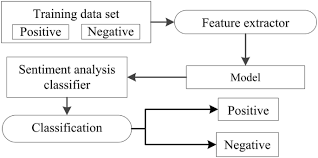 Training data set
Positive
Negative
Feature extractor
Sentiment analysis
classifier
Model
Classification
Positive
Negative